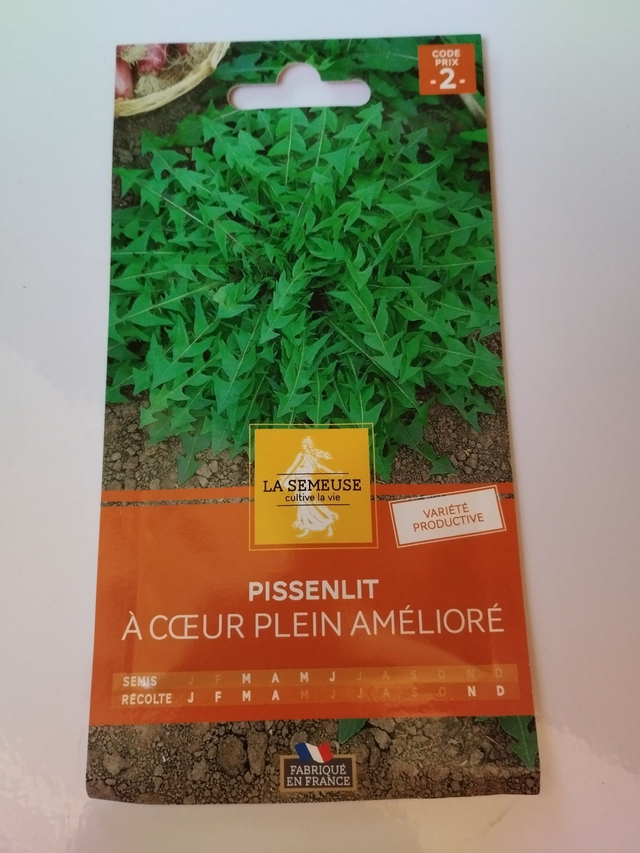 CODE
PRIX
-2-
LA SEMEUSE
cultive la vie
VARIÉTÉ
PRODUCTIVE
PISSENLIT
À CŒUR PLEIN AMÉLIORÉ
SEMIS J F M A M J J A S O N D
RÉCOLTE J F M A M J J A S O N D
FABRIQUÉ
EN FRANCE